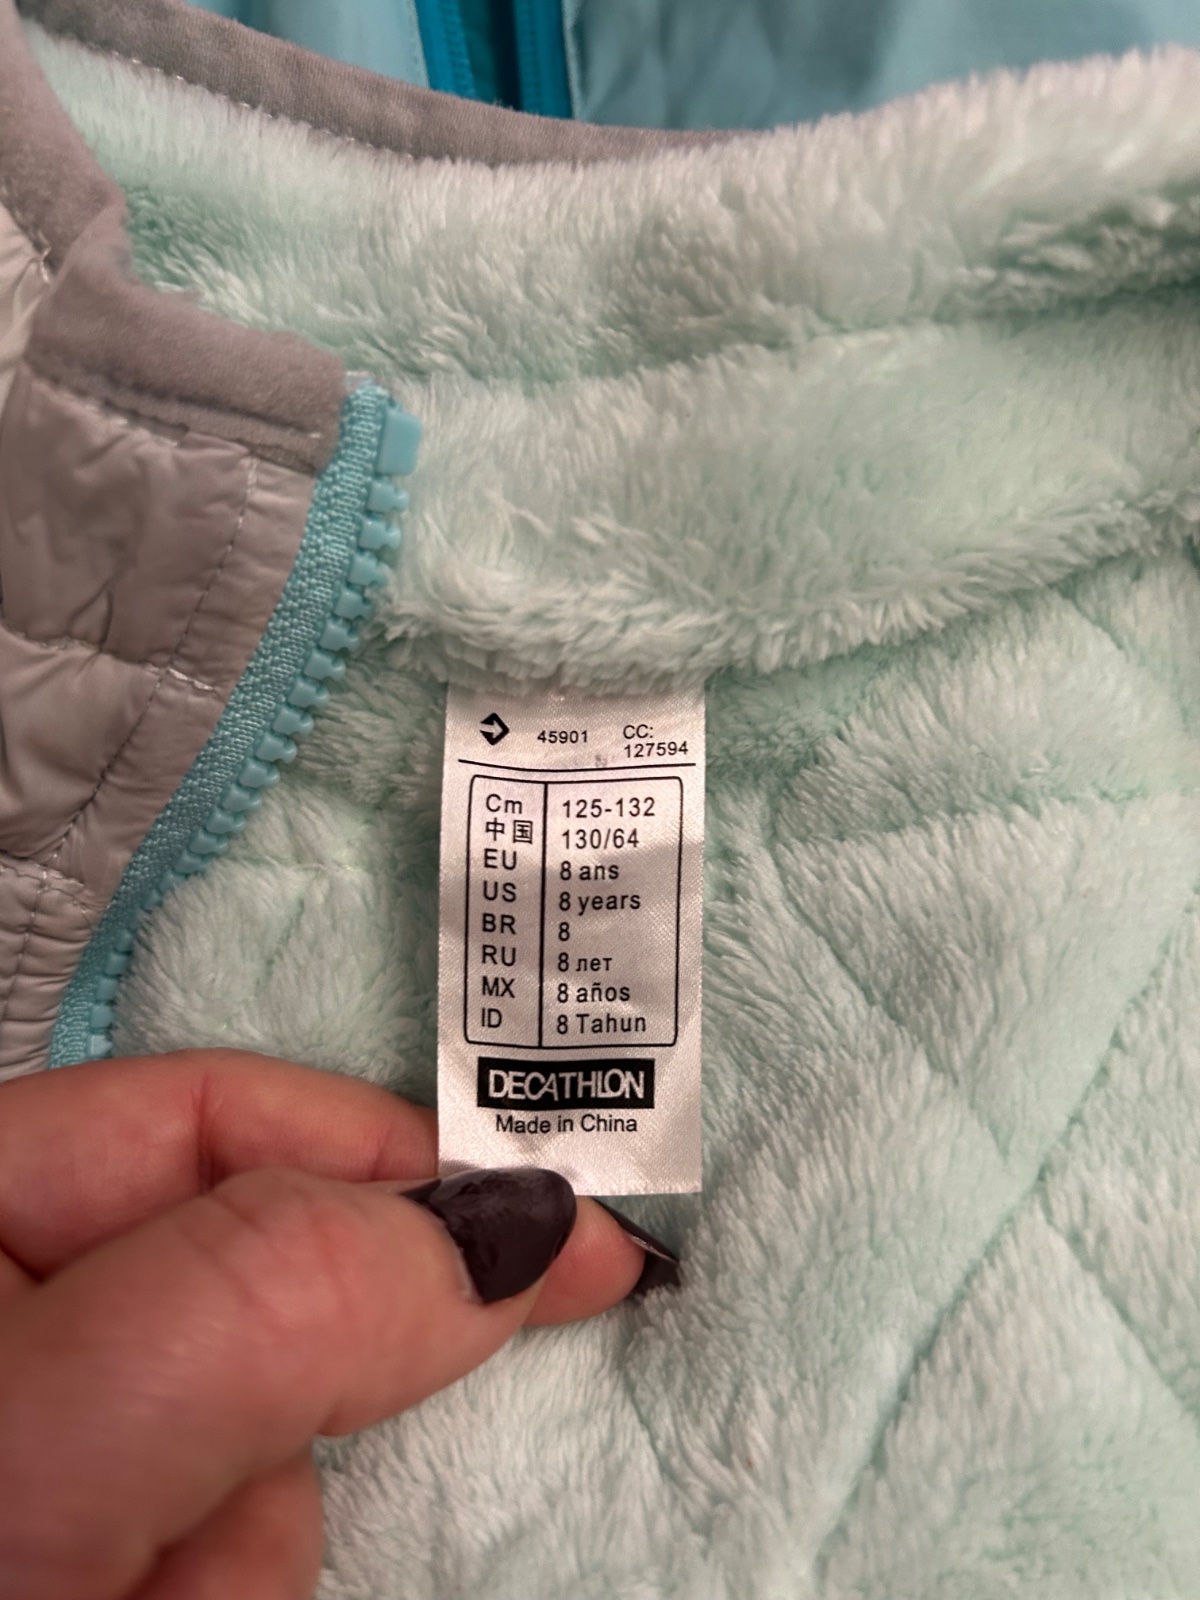 45901 CC:
127594
Cm 125-132
中国 130/64
EU 8 ans
US 8 years
BR 8
RU 8 лет
MX 8 años
ID 8 Tahun
DECATHLON
Made in China